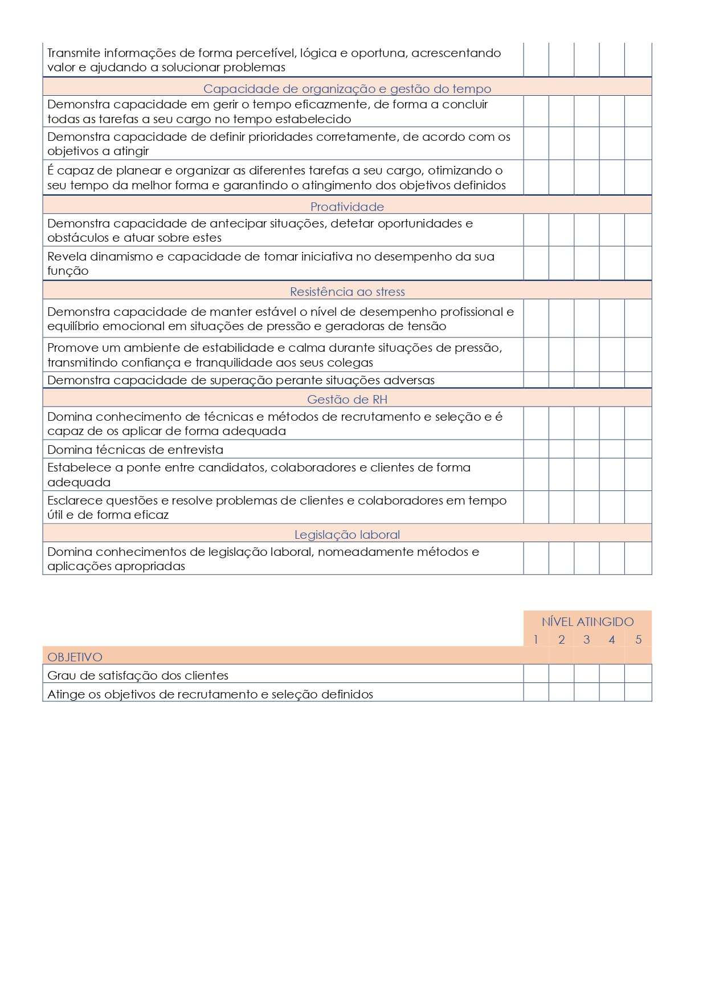 Transmite informações de forma percetível, lógica e oportuna, acrescentando
valor e ajudando a solucionar problemas
Capacidade de organização e gestão do tempo
Demonstra capacidade em gerir o tempo eficazmente, de forma a concluir
todas as tarefas a seu cargo no tempo estabelecido
Demonstra capacidade de definir prioridades corretamente, de acordo com os
objetivos a atingir
É capaz de planear e organizar as diferentes tarefas a seu cargo, otimizando o
seu tempo da melhor forma e garantindo o atingimento dos objetivos definidos
Proatividade
Demonstra capacidade de antecipar situações, detetar oportunidades e
obstáculos e atuar sobre estes
Revela dinamismo e capacidade de tomar iniciativa no desempenho da sua
função
Resistência ao stress
Demonstra capacidade de manter estável o nível de desempenho profissional e
equilíbrio emocional em situações de pressão e geradoras de tensão
Promove um ambiente de estabilidade e calma durante situações de pressão,
transmitindo confiança e tranquilidade aos seus colegas
Demonstra capacidade de superação perante situações adversas
Gestão de RH
Domina conhecimento de técnicas e métodos de recrutamento e seleção e é
capaz de os aplicar de forma adequada
Domina técnicas de entrevista
Estabelece a ponte entre candidatos, colaboradores e clientes de forma
adequada
Esclarece questões e resolve problemas de clientes e colaboradores em tempo
útil e de forma eficaz
Legislação laboral
Domina conhecimentos de legislação laboral, nomeadamente métodos e
aplicações apropriadas
NÍVEL ATINGIDO
1 2 3 4 5
OBJETIVO
Grau de satisfação dos clientes
Atinge os objetivos de recrutamento e seleção definidos